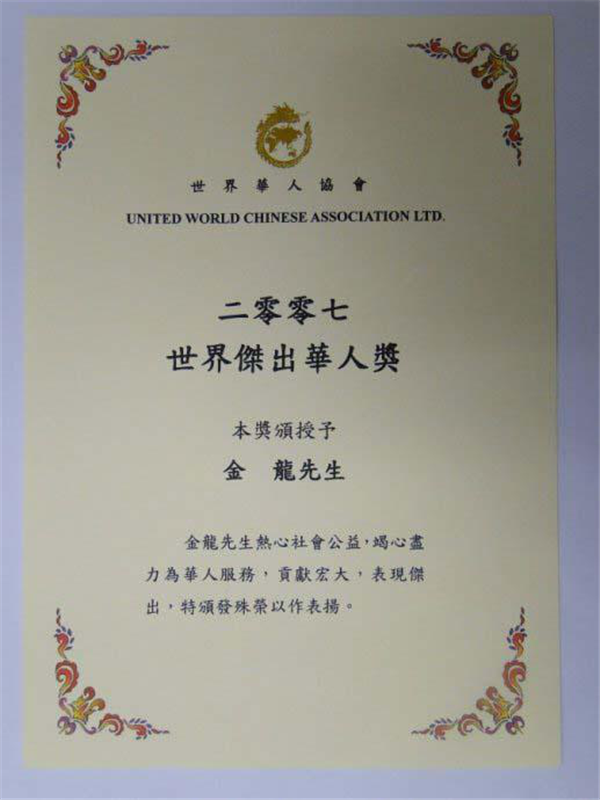 世界華人協會
UNITED WORLD CHINESE ASSOCIATION LTD.
二零零七
世界傑出華人獎
本獎頒授予
金 龍先生
金龍先生熱心社會公益，竭心盡
力為華人服務，貢獻宏大，表現傑
出，特頒發殊榮以作表揚。